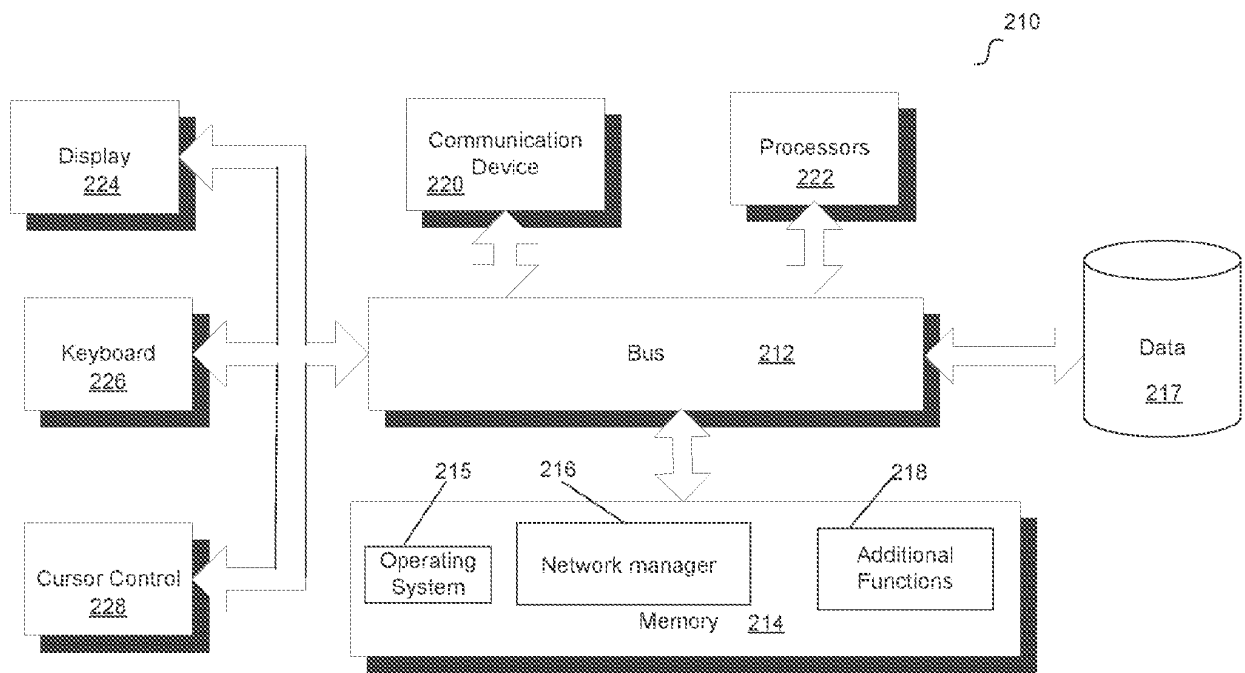 210
Display
224
Communication
Device
220
Processors
222
Keyboard
226
Bus
212
Data
217
215
216
218
Operating
System
Network manager
Additional
Functions
Cursor Control
228
Memory
214